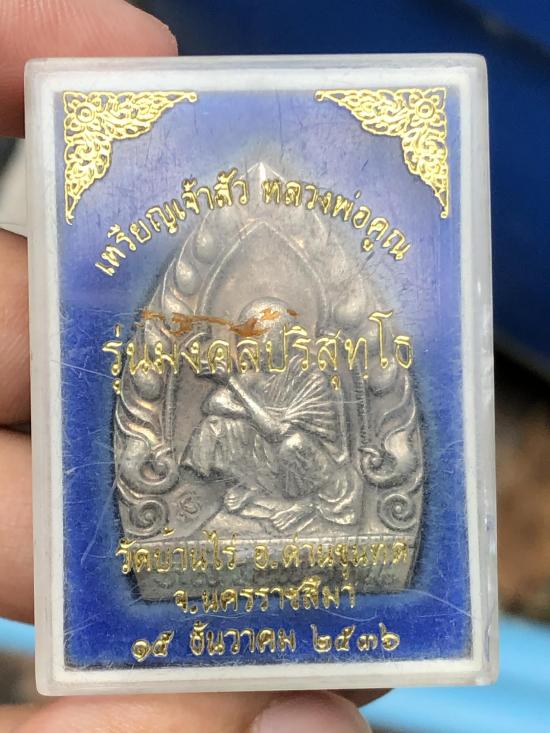 เหรียญเจ้าสัว หลวงพ่อคูณ
รุ่นมงคลปริสุทฺโธ
วัดบ้านไร่ อ.ด่านขุนทด
จ.นครราชสีมา
๑๕ ธันวาคม ๒๕๓๖